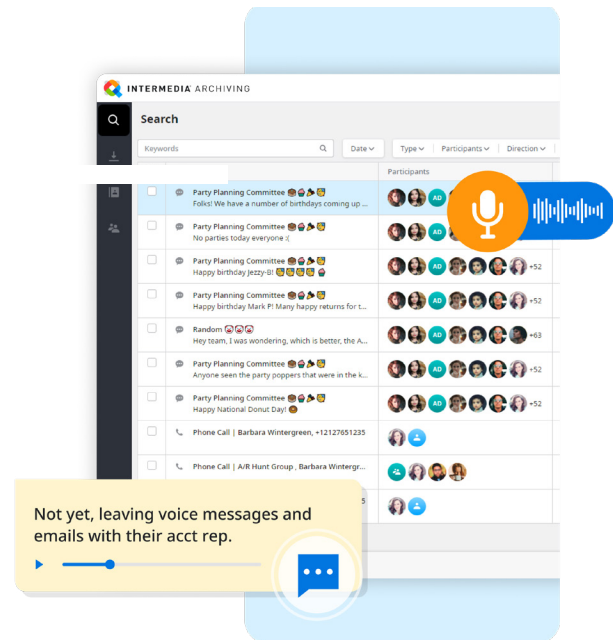 INTERMEDIA ARCHIVING
Search
Keywords
Date
Type
Participants
Direction
Participants
Party Planning Committee
Folks! We have a number of birthdays coming up ...
AD
Party Planning Committee
No parties today everyone :(
AD
Party Planning Committee
Happy birthday Jezzy-B!
AD
+52
Party Planning Committee
Happy birthday Mark P! Many happy returns for t...
AD
+52
Random
Hey team, I was wondering, which is better, the A...
AD
+63
Party Planning Committee
Anyone seen the party poppers that were in the k...
AD
+52
Party Planning Committee
Happy National Donut Day!
AD
+52
Phone Call | Barbara Wintergreen, +12127651235
Phone Call | A/R Hunt Group , Barbara Wintergr...
5
Not yet, leaving voice messages and
emails with their acct rep.